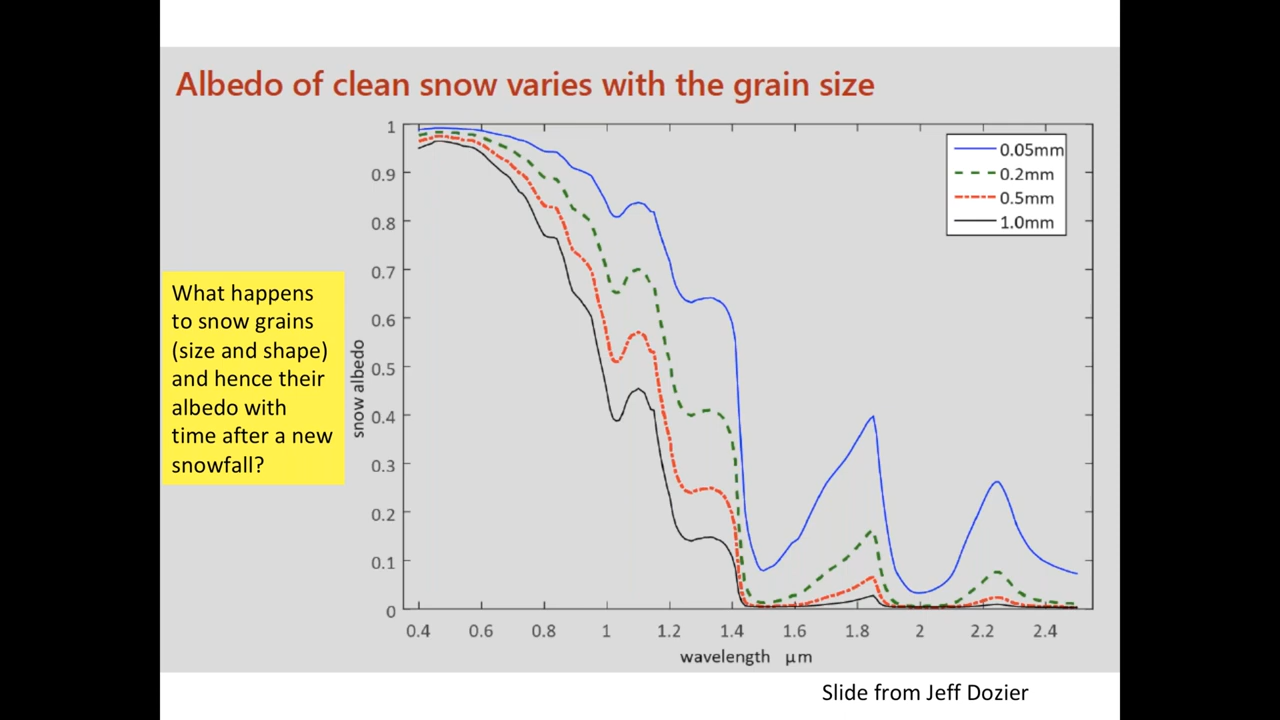 Albedo of clean snow varies with the grain size
What happens
to snow grains
(size and shape)
and hence their
albedo with
time after a new
snowfall?
snow albedo
1
0.9
0.8
0.7
0.6
0.5
0.4
0.3
0.2
0.1
0
0.05mm
0.2mm
0.5mm
1.0mm
0.4 0.6 0.8 1 1.2 1.4 1.6 1.8 2 2.2 2.4
wavelength μm
Slide from Jeff Dozier